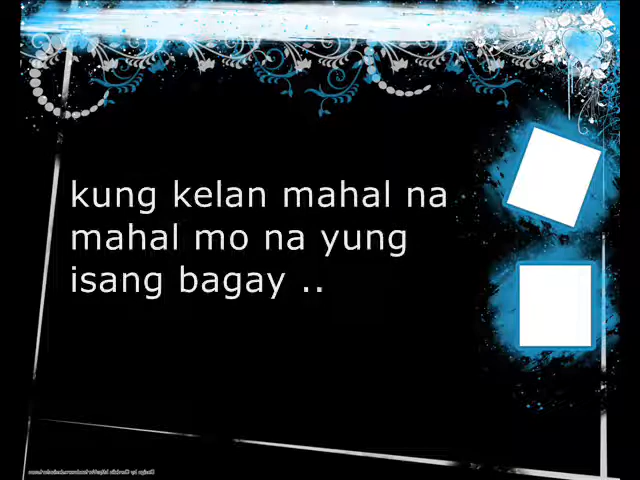 kung kelan mahal na
mahal mo na yung
isang bagay ..